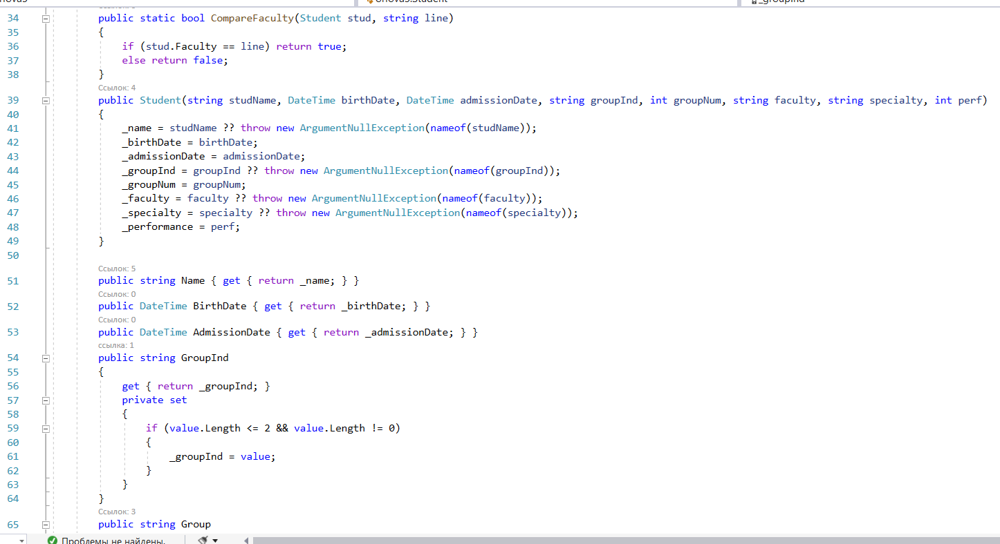 34 public static bool CompareFaculty(Student stud, string line)
35 {
36 if (stud.Faculty == line) return true;
37 else return false;
38 }
Ссылок: 4
39 public Student(string studName, DateTime birthDate, DateTime admissionDate, string groupInd, int groupNum, string faculty, string specialty, int perf)
40 {
41 _name = studName ?? throw new ArgumentNullException(nameof(studName));
42 _birthDate = birthDate;
43 _admissionDate = admissionDate;
44 _groupInd = groupInd ?? throw new ArgumentNullException(nameof(groupInd));
45 _groupNum = groupNum;
46 _faculty = faculty ?? throw new ArgumentNullException(nameof(faculty));
47 _specialty = specialty ?? throw new ArgumentNullException(nameof(specialty));
48 _performance = perf;
49 }
50
Ссылок: 5
51 public string Name { get { return _name; } }
Ссылок: 0
52 public DateTime BirthDate { get { return _birthDate; } }
Ссылок: 0
53 public DateTime AdmissionDate { get { return _admissionDate; } }
ссылка: 1
54 public string GroupInd
55 {
56 get { return _groupInd; }
57 private set
58 {
59 if (value.Length <= 2 && value.Length != 0)
60 {
61 _groupInd = value;
62 }
63 }
64 }
Ссылок: 3
65 public string Group
Проблемы не найдены.